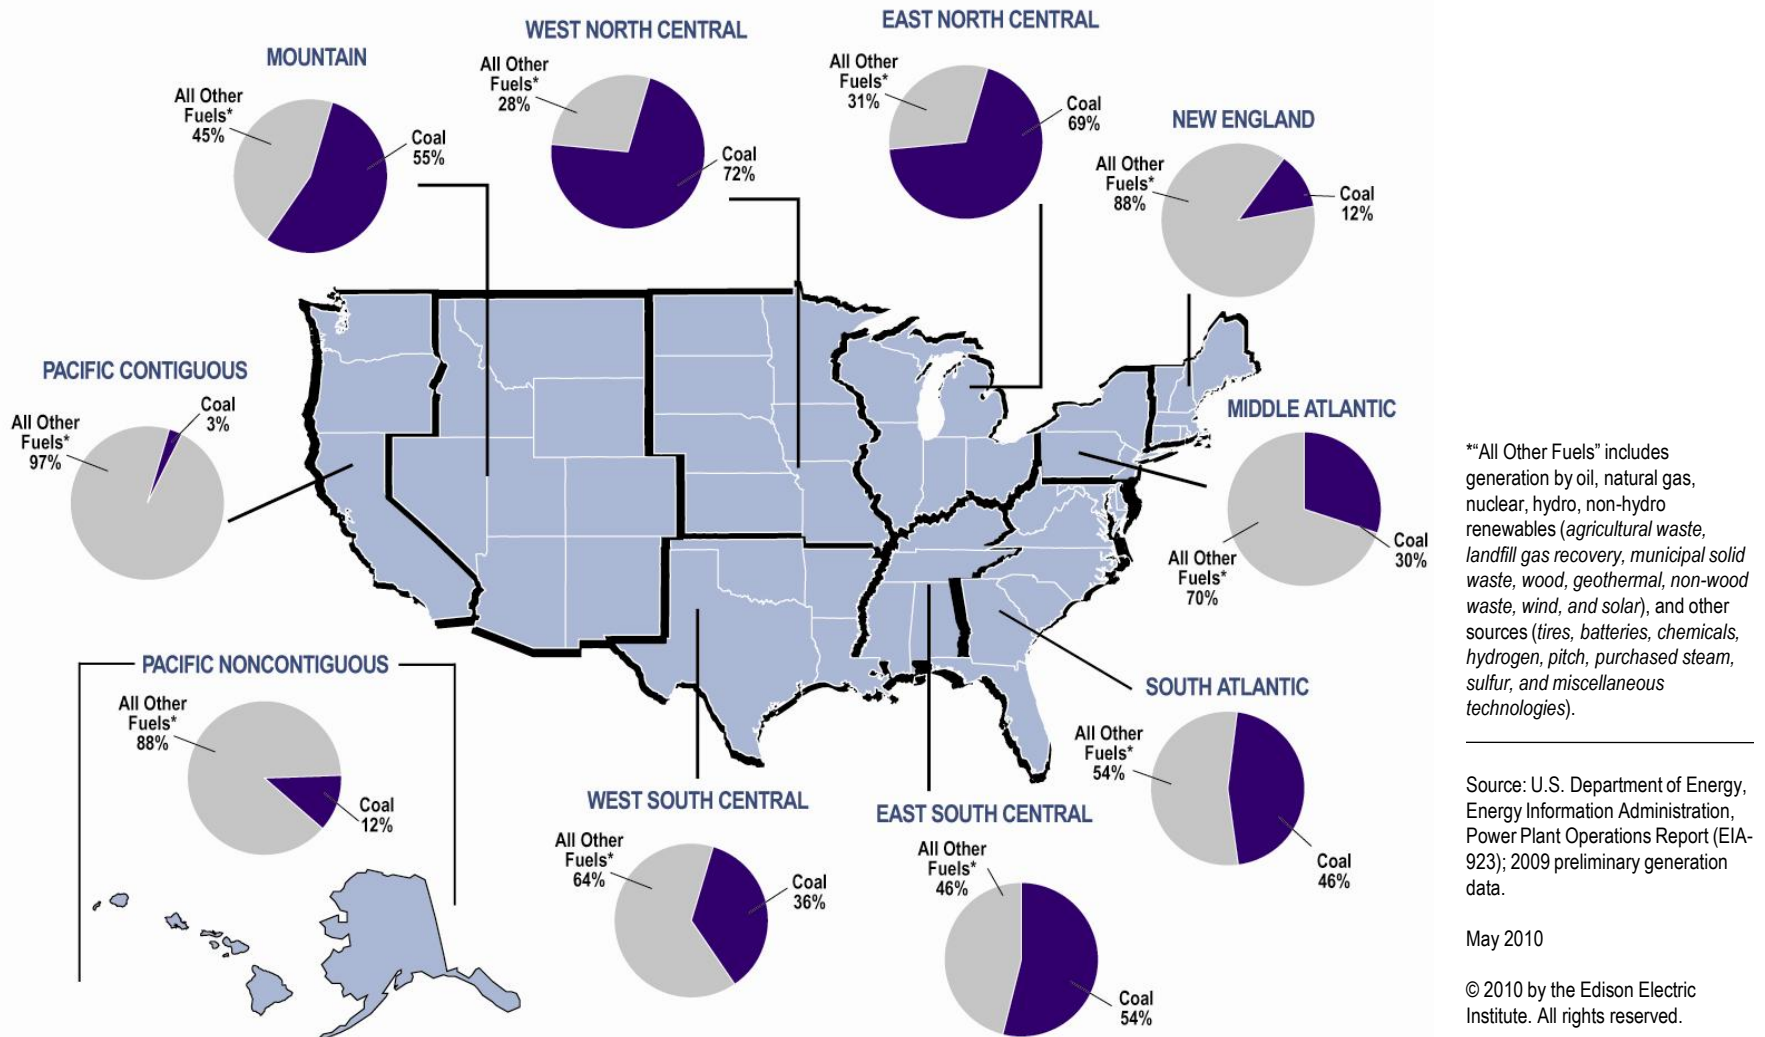 MOUNTAIN
All Other
Fuels*
45%
Coal
55%
WEST NORTH CENTRAL
All Other
Fuels*
28%
Coal
72%
EAST NORTH CENTRAL
All Other
Fuels*
31%
Coal
69%
NEW ENGLAND
All Other
Fuels*
88%
Coal
12%
PACIFIC CONTIGUOUS
All Other
Fuels*
97%
Coal
3%
MIDDLE ATLANTIC
Coal
30%
All Other
Fuels*
70%
PACIFIC NONCONTIGUOUS
All Other
Fuels*
88%
Coal
12%
WEST SOUTH CENTRAL
All Other
Fuels*
64%
Coal
36%
EAST SOUTH CENTRAL
All Other
Fuels*
46%
Coal
54%
SOUTH ATLANTIC
All Other
Fuels*
54%
Coal
46%
*“All Other Fuels” includes
generation by oil, natural gas,
nuclear, hydro, non-hydro
renewables (agricultural waste,
landfill gas recovery, municipal solid
waste, wood, geothermal, non-wood
waste, wind, and solar), and other
sources (tires, batteries, chemicals,
hydrogen, pitch, purchased steam,
sulfur, and miscellaneous
technologies).
Source: U.S. Department of Energy,
Energy Information Administration,
Power Plant Operations Report (EIA-
923); 2009 preliminary generation
data.
May 2010
© 2010 by the Edison Electric
Institute. All rights reserved.